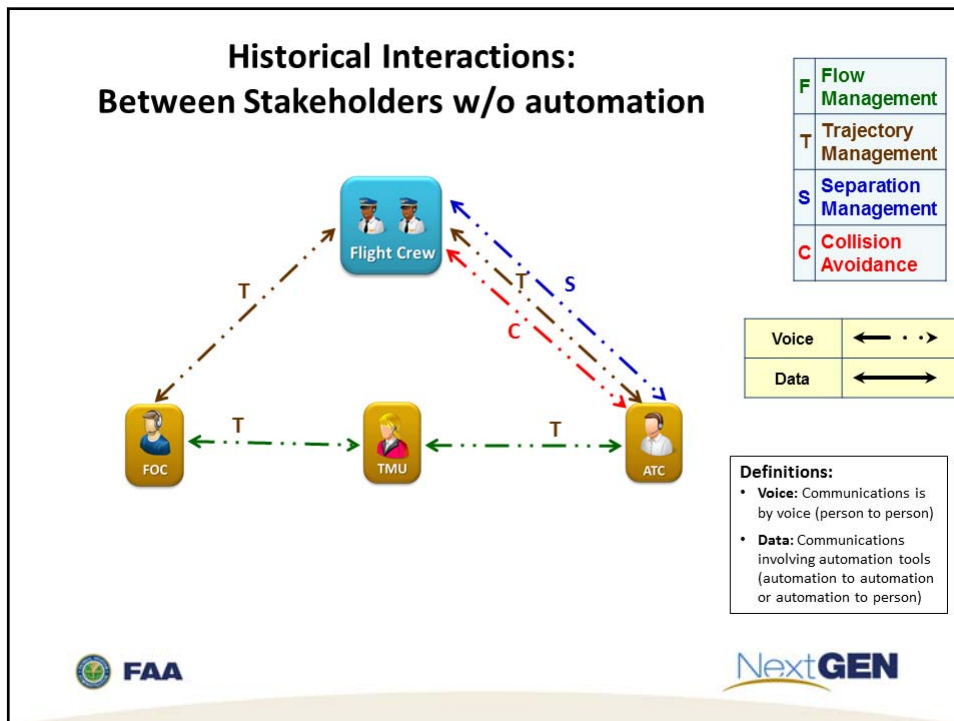 Historical Interactions:
Between Stakeholders w/o automation
F Flow
Management
T Trajectory
Management
S Separation
Management
C Collision
Avoidance
Flight Crew
T
T
S
C
Voice
Data
T
T
FOC
TMU
ATC
Definitions:
• Voice: Communications is
by voice (person to person)
• Data: Communications
involving automation tools
(automation to automation
or automation to person)
FAA
NextGEN